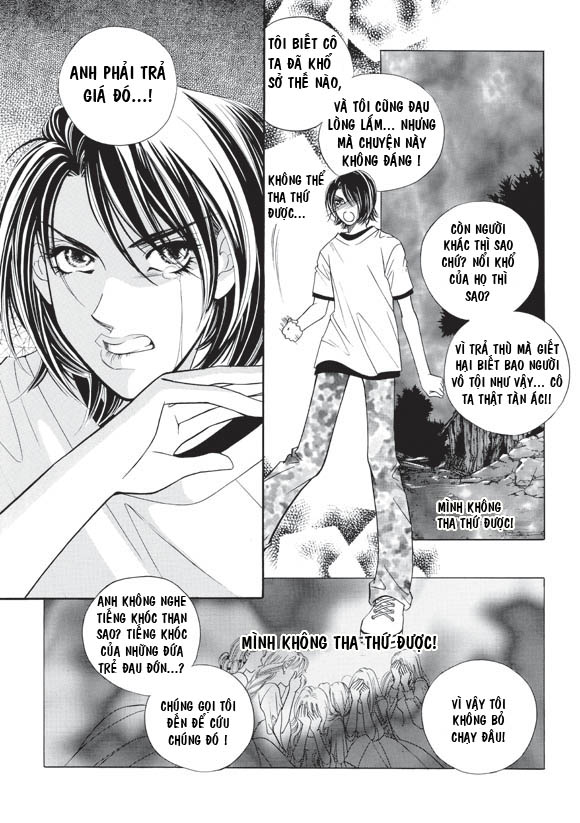 ANH PHẢI TRẢ
GIÁ ĐÓ...!
TÔI BIẾT CÔ
TA ĐÃ KHỔ
SỞ THẾ NÀO,
VÀ TÔI CŨNG ĐAU
LÒNG LẮM... NHƯNG
MÀ CHUYỆN NÀY
KHÔNG ĐÁNG !
KHÔNG THỂ
THA THỨ
ĐƯỢC...
CÒN NGƯỜI
KHÁC THÌ SAO
CHỨ? NỖI KHỔ
CỦA HỌ THÌ
SAO?
VÌ TRẢ THÙ MÀ GIẾT
HẠI BIẾT BAO NGƯỜI
VÔ TỘI NHƯ VẬY... CÔ
TA THẬT TÀN ÁC!!
MÌNH KHÔNG
THA THỨ ĐƯỢC!
ANH KHÔNG NGHE
TIẾNG KHÓC THAN
SAO? TIẾNG KHÓC
CỦA NHỮNG ĐỨA
TRẺ ĐAU ĐỚN...?
MÌNH KHÔNG THA THỨ ĐƯỢC!
CHÚNG GỌI TÔI
ĐẾN ĐỂ CỨU
CHÚNG ĐÓ !
VÌ VẬY TÔI
KHÔNG BỎ
CHẠY ĐÂU!